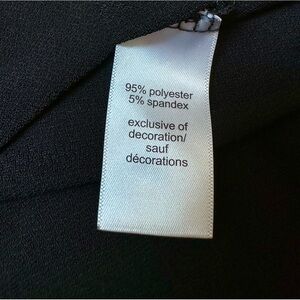 95% polyester
5% spandex
exclusive of
decoration/
sauf
décorations